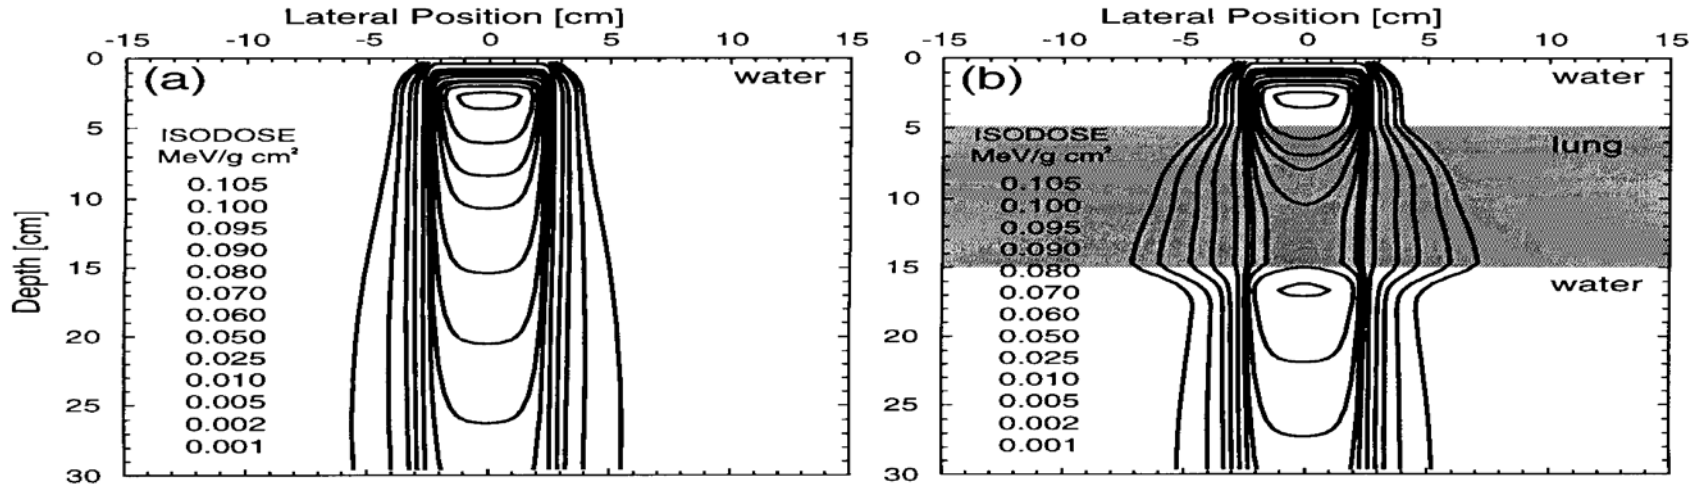 Lateral Position [cm]
-15 -10 -5 0 5 10 15
(a)
water
ISODOSE
MeV/g cm²
0.105
0.100
0.095
0.090
0.080
0.070
0.060
0.050
0.025
0.010
0.005
0.002
0.001
Depth [cm]
0
5
10
15
20
25
30
Lateral Position [cm]
-15 -10 -5 0 5 10 15
(b)
water
ISODOSE
MeV/g cm²
lung
0.105
0.100
0.095
0.090
0.080
0.070
water
0.060
0.050
0.025
0.010
0.005
0.002
0.001
0
5
10
15
20
25
30